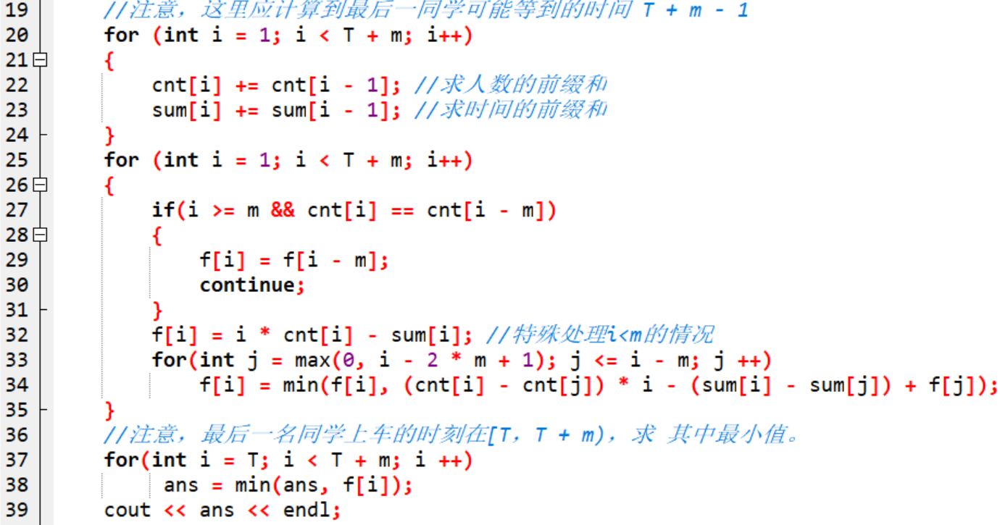 19 //注意，这里应计算到最后一同学可能等到的时间 T + m - 1
20 for (int i = 1; i < T + m; i++)
21 {
22 cnt[i] += cnt[i - 1]; //求人数的前缀和
23 sum[i] += sum[i - 1]; //求时间的前缀和
24 }
25 for (int i = 1; i < T + m; i++)
26 {
27 if(i >= m && cnt[i] == cnt[i - m])
28 {
29 f[i] = f[i - m];
30 continue;
31 }
32 f[i] = i * cnt[i] - sum[i]; //特殊处理i<m的情况
33 for(int j = max(0, i - 2 * m + 1); j <= i - m; j ++)
34 f[i] = min(f[i], (cnt[i] - cnt[j]) * i - (sum[i] - sum[j]) + f[j]);
35 }
36 //注意，最后一名同学上车的时刻在[T，T + m)，求 其中最小值。
37 for(int i = T; i < T + m; i ++)
38 ans = min(ans, f[i]);
39 cout << ans << endl;